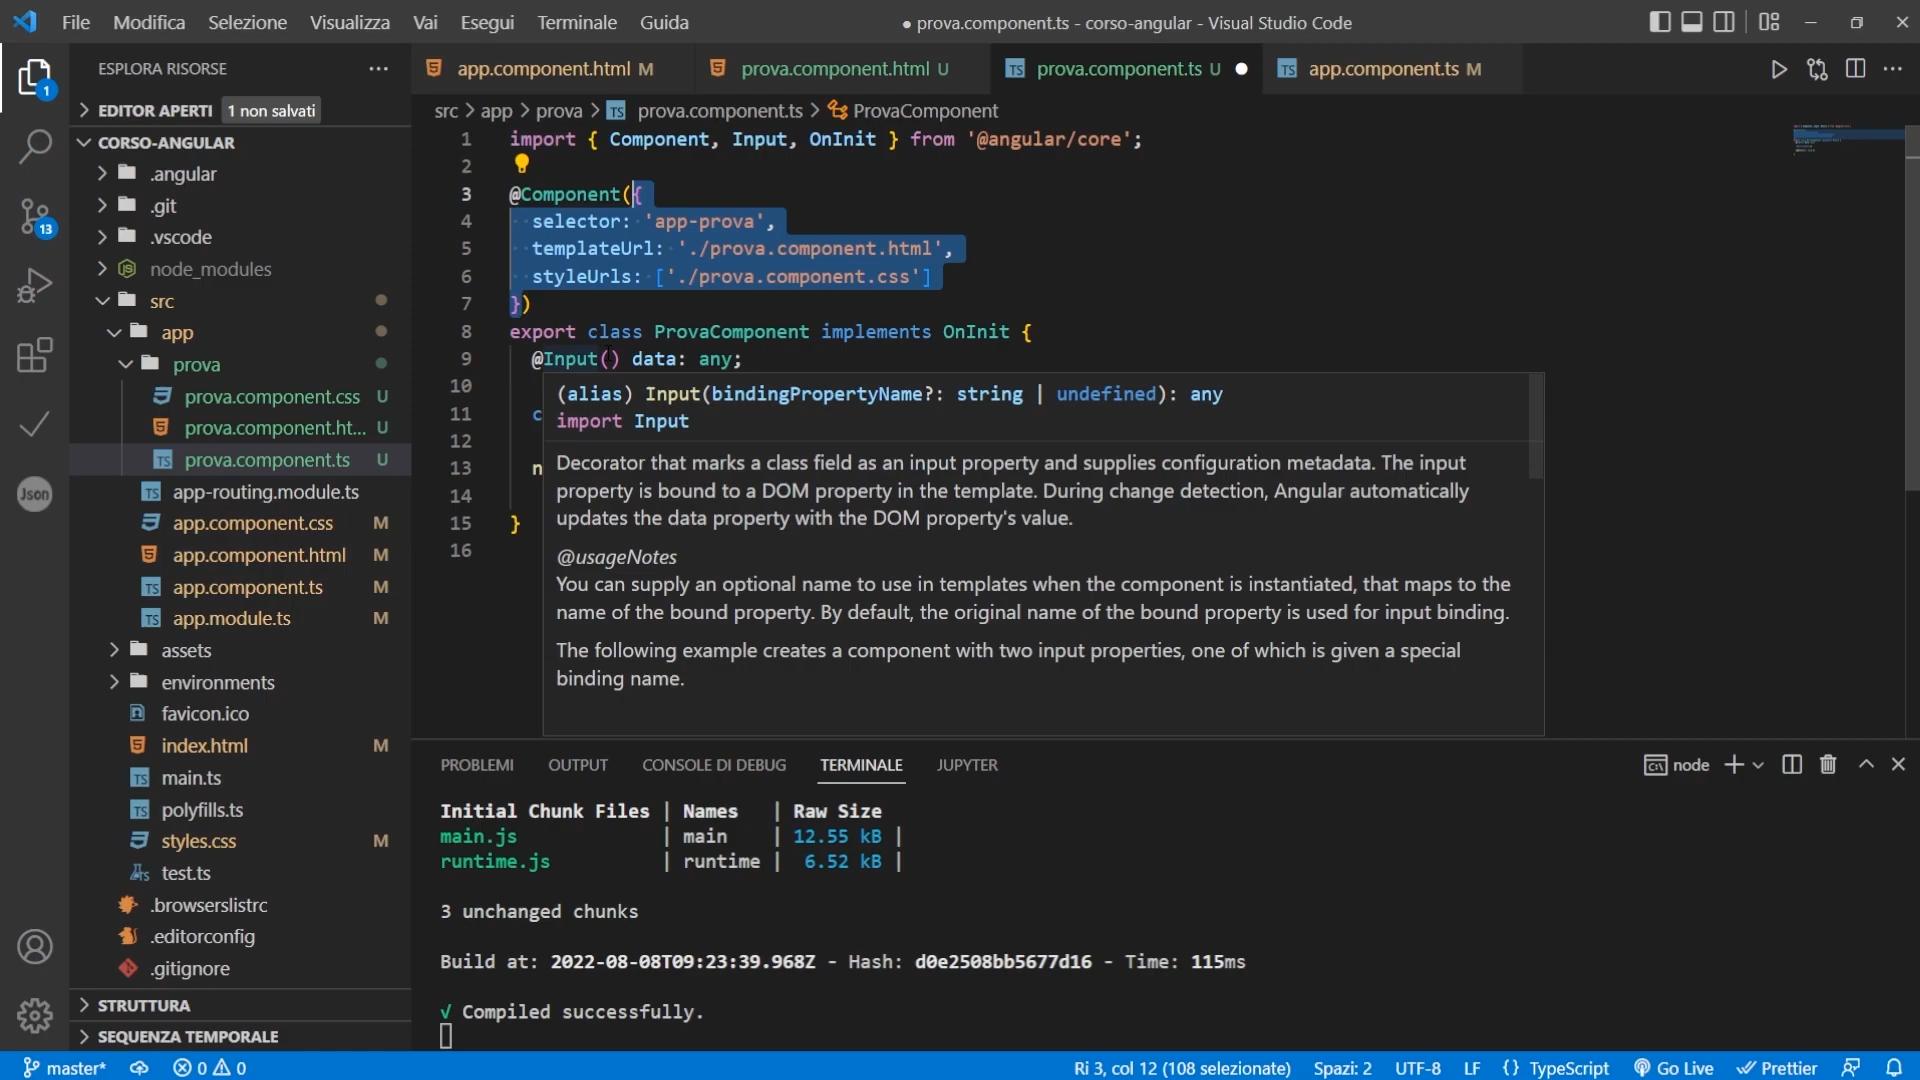 File Modifica Selezione Visualizza Vai Esegui Terminale Guida
● prova.component.ts - corso-angular - Visual Studio Code
ESPLORA RISORSE
app.component.html M
prova.component.html U
prova.component.ts U
app.component.ts M
EDITOR APERTI 1 non salvati
src > app > prova > TS prova.component.ts > ProvaComponent
CORSO-ANGULAR
.angular
.git
.vscode
node_modules
src
app
prova
prova.component.css U
prova.component.ht... U
TS prova.component.ts U
TS app-routing.module.ts
app.component.css M
app.component.html M
TS app.component.ts M
TS app.module.ts M
assets
environments
favicon.ico
index.html M
TS main.ts
TS polyfills.ts
styles.css M
test.ts
.browserslistrc
.editorconfig
.gitignore
STRUTTURA
SEQUENZA TEMPORALE
1
13
Json
1 import { Component, Input, OnInit } from '@angular/core';
2
3 @Component({
4 selector: 'app-prova',
5 templateUrl: './prova.component.html',
6 styleUrls: ['./prova.component.css']
7 })
8 export class ProvaComponent implements OnInit {
9 @Input() data: any;
10
11 c
12
13 n
14
15 }
16
(alias) Input(bindingPropertyName?: string | undefined): any
import Input
Decorator that marks a class field as an input property and supplies configuration metadata. The input
property is bound to a DOM property in the template. During change detection, Angular automatically
updates the data property with the DOM property's value.
@usageNotes
You can supply an optional name to use in templates when the component is instantiated, that maps to the
name of the bound property. By default, the original name of the bound property is used for input binding.
The following example creates a component with two input properties, one of which is given a special
binding name.
PROBLEMI OUTPUT CONSOLE DI DEBUG TERMINALE JUPYTER
node
Initial Chunk Files | Names | Raw Size
main.js | main | 12.55 kB |
runtime.js | runtime | 6.52 kB |
3 unchanged chunks
Build at: 2022-08-08T09:23:39.968Z - Hash: d0e2508bb5677d16 - Time: 115ms
√ Compiled successfully.
master* 0 0
Ri 3, col 12 (108 selezionate) Spazi: 2 UTF-8 LF {} TypeScript Go Live Prettier